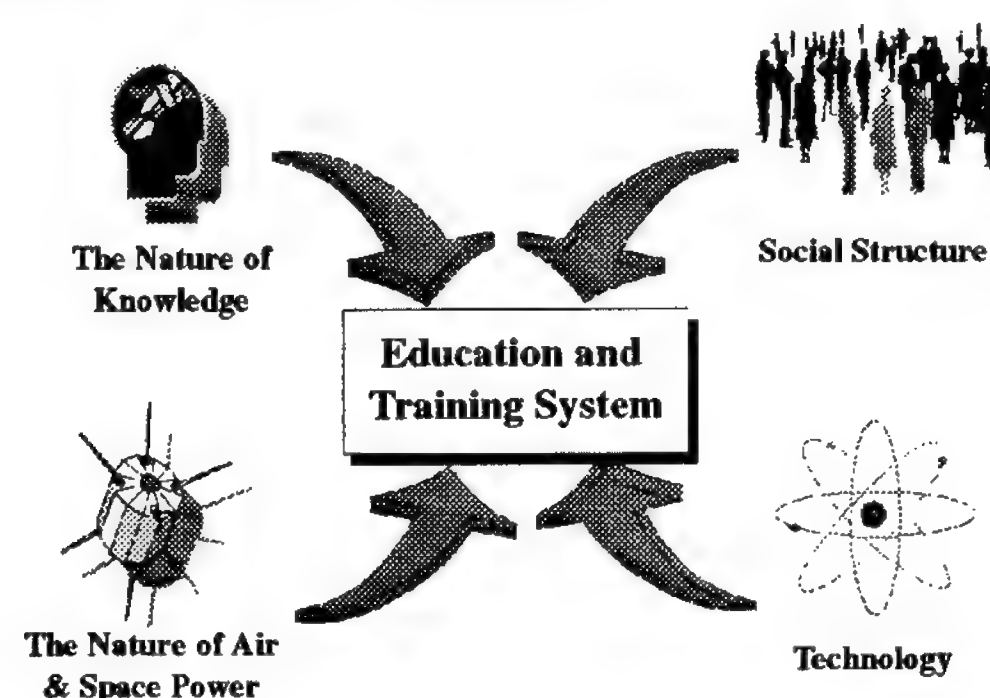 The Nature of
Knowledge
Social Structure
Education and
Training System
The Nature of Air
& Space Power
Technology